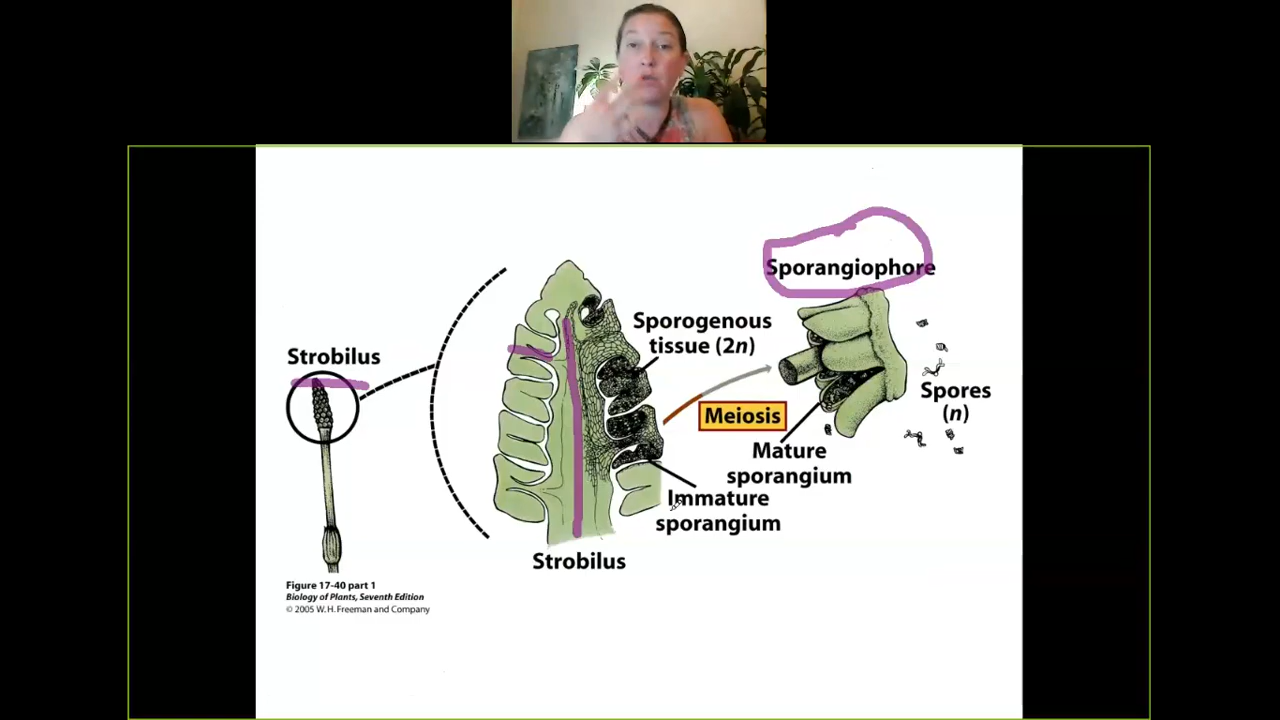 Sporangiophore
Sporogenous
tissue (2n)
Strobilus
Spores
(n)
Meiosis
Mature
sporangium
Immature
sporangium
Strobilus
Figure 17-40 part 1
Biology of Plants, Seventh Edition
© 2005 W. H. Freeman and Company